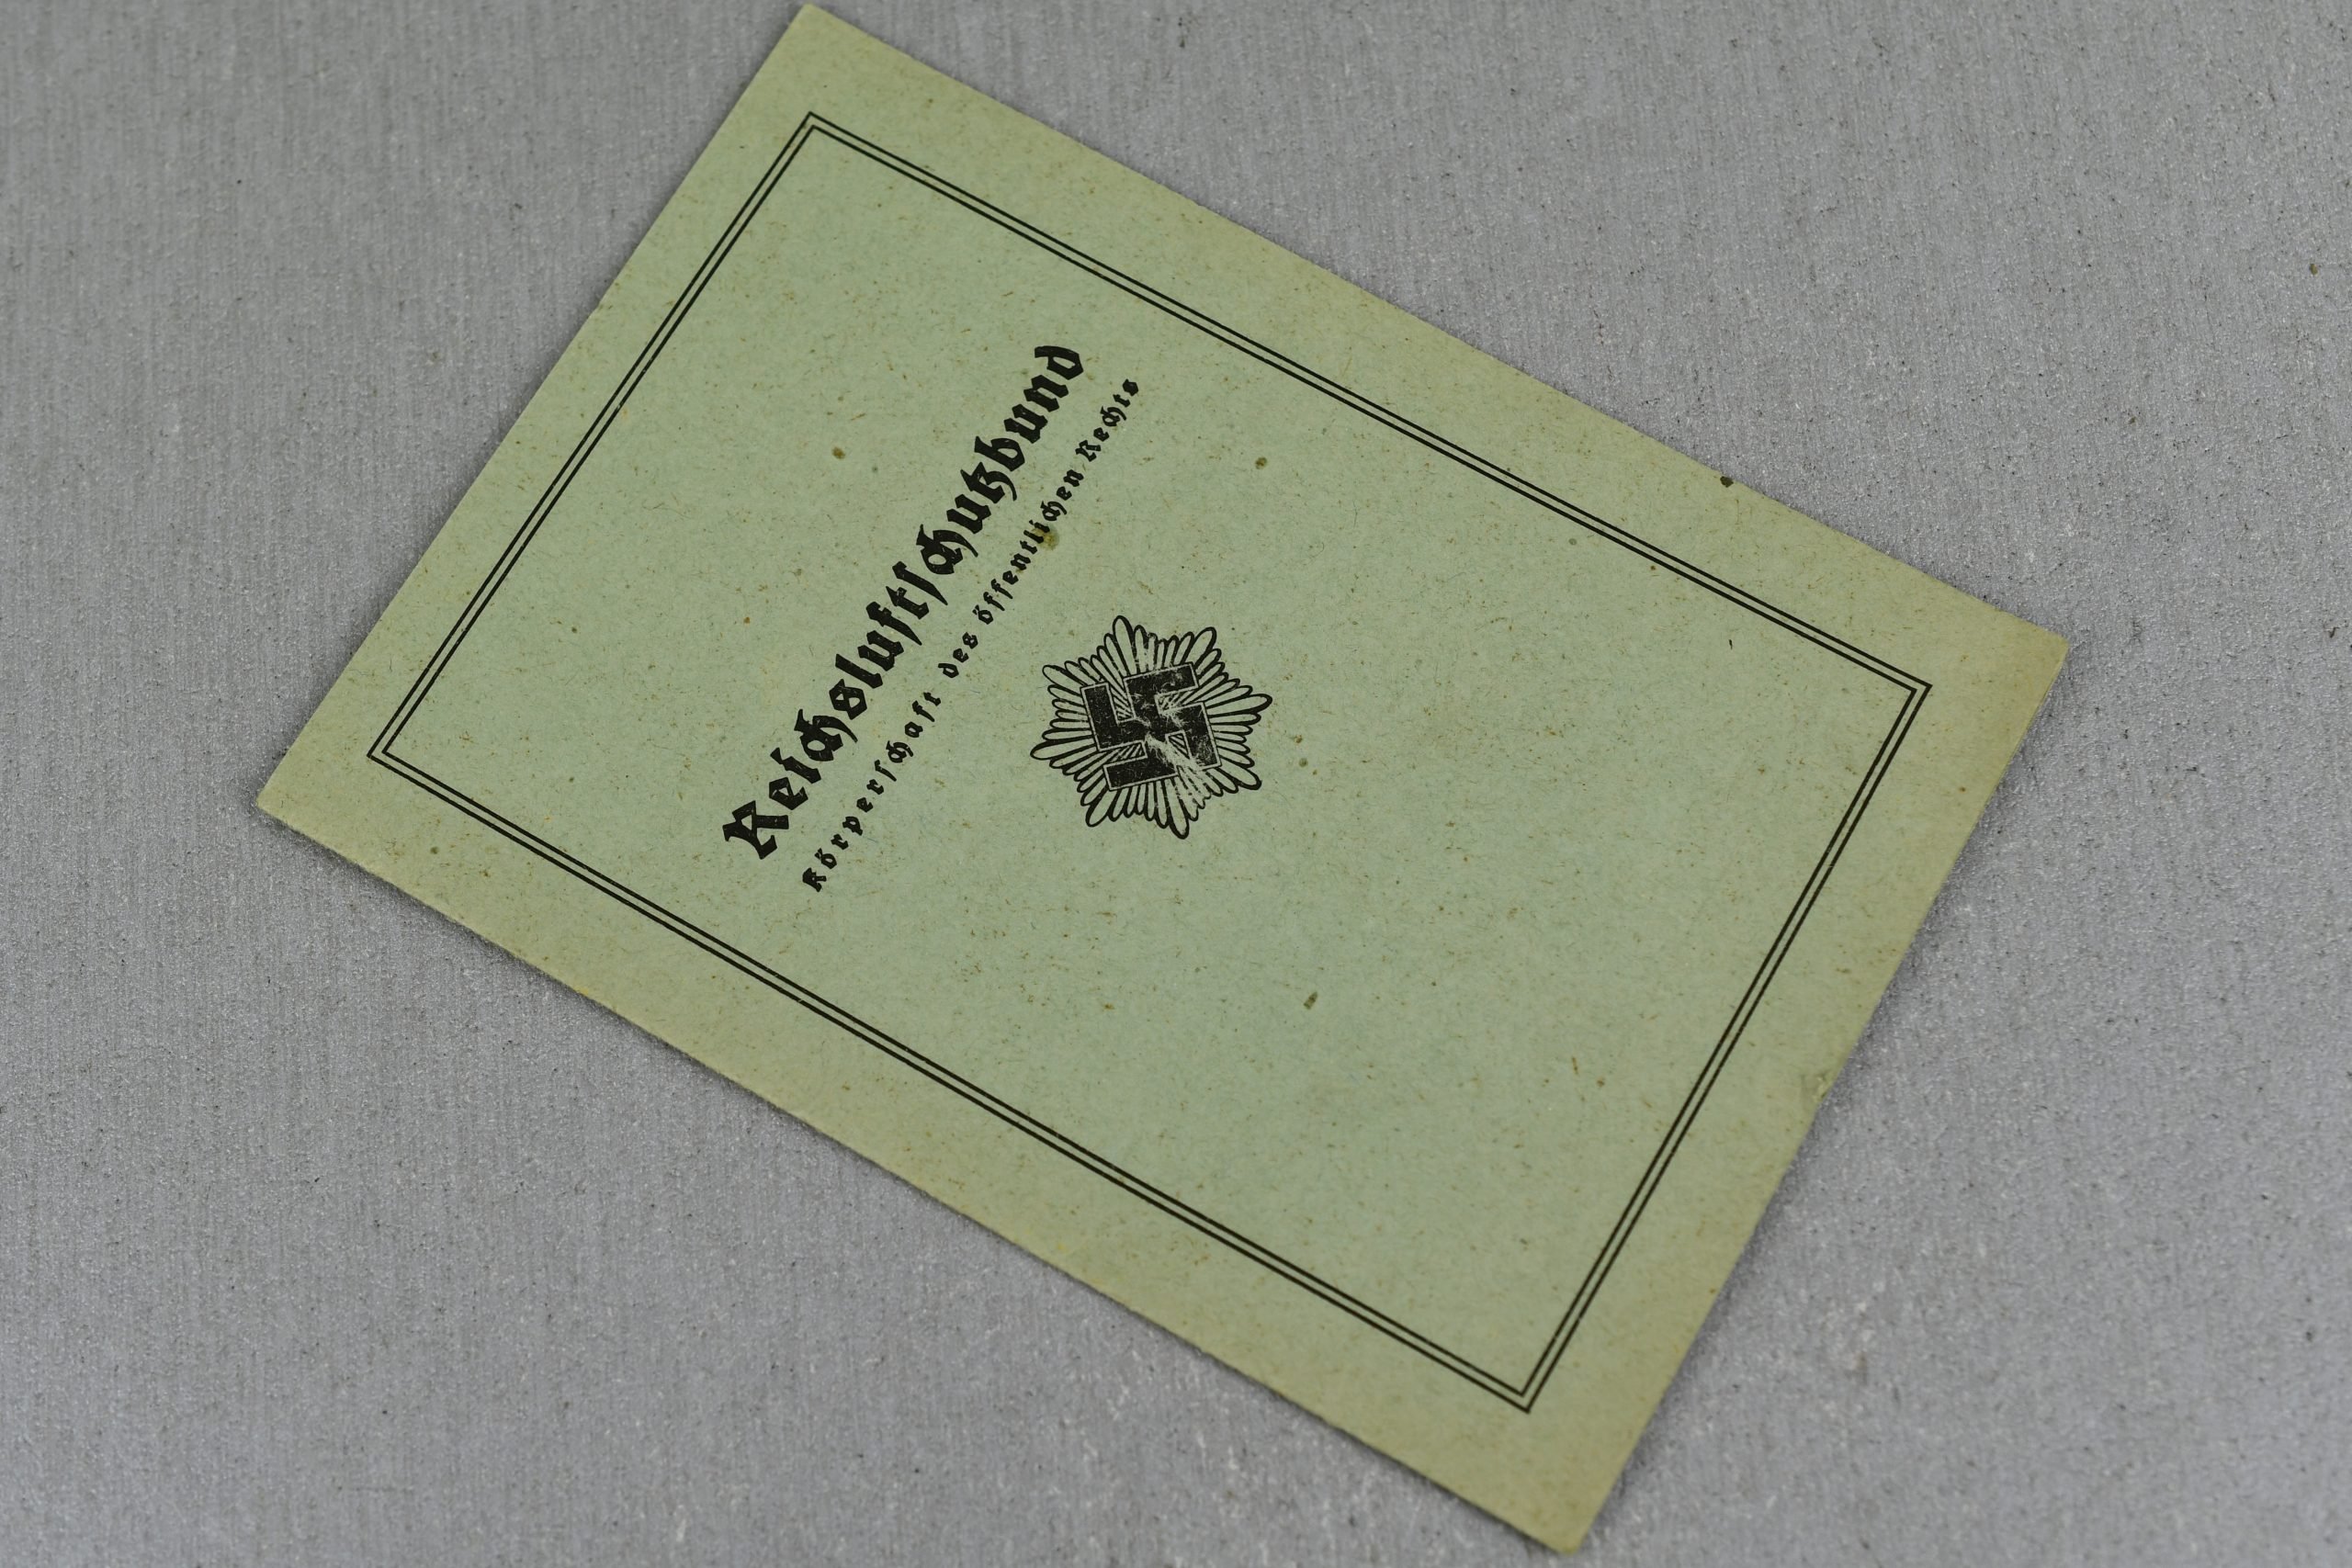 Reichsluftschutzbund
Körperschaft des öffentlichen Rechts